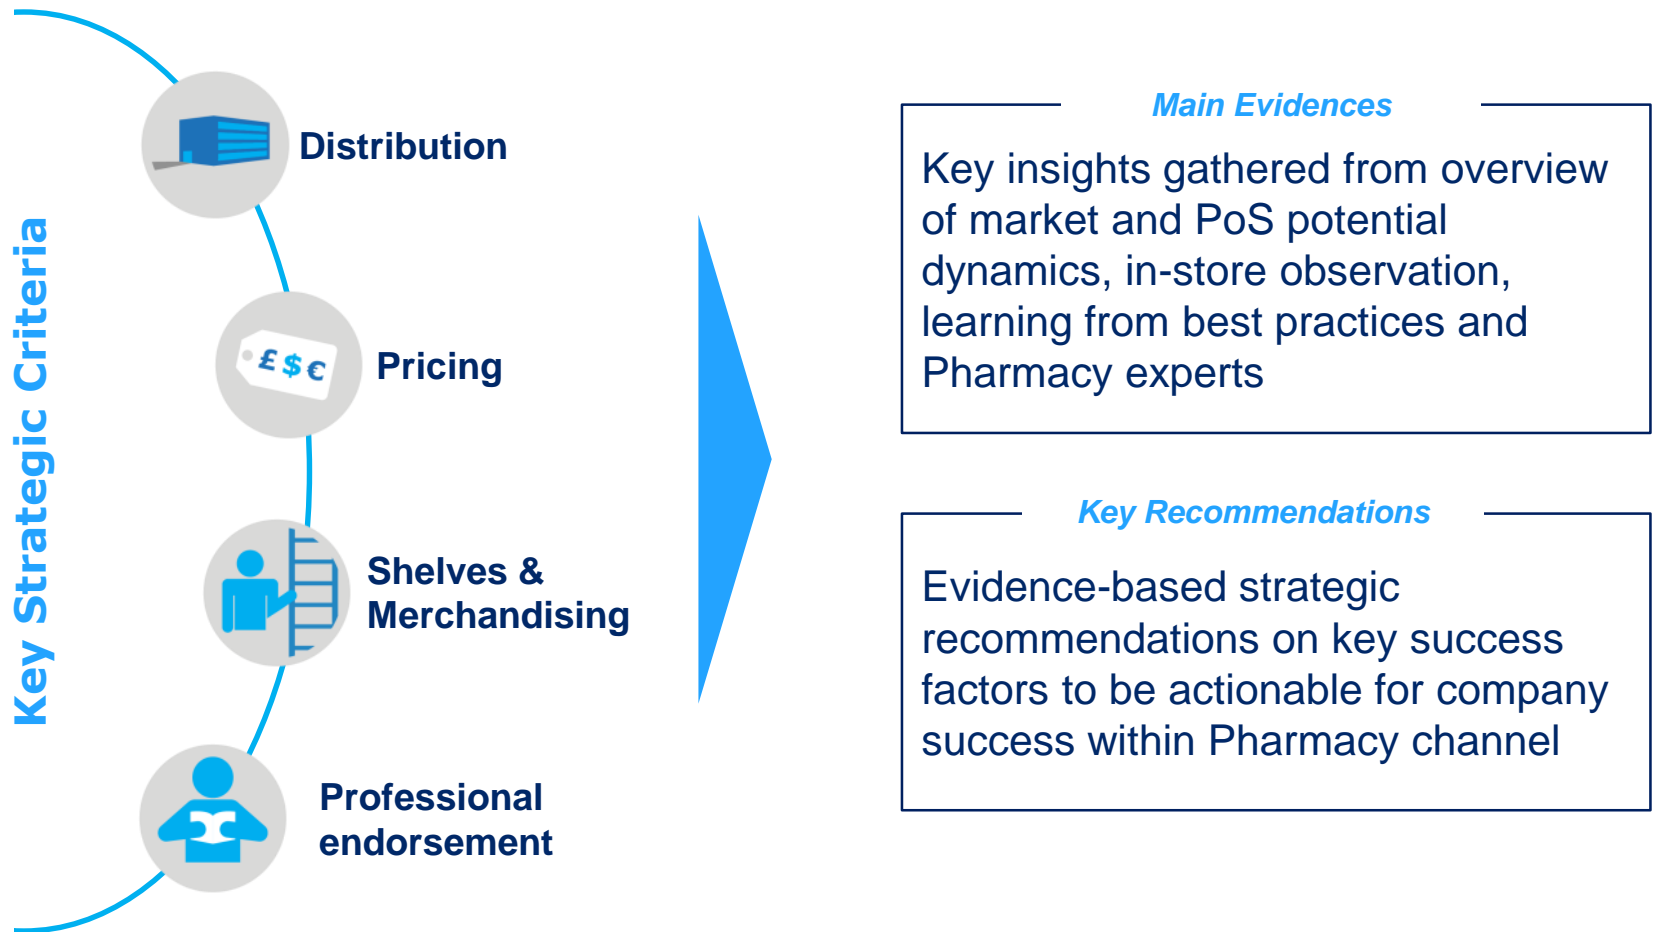 Key Strategic Criteria
Distribution
£ $ €
Pricing
Shelves &
Merchandising
Professional
endorsement
Main Evidences
Key insights gathered from overview
of market and PoS potential
dynamics, in-store observation,
learning from best practices and
Pharmacy experts
Key Recommendations
Evidence-based strategic
recommendations on key success
factors to be actionable for company
success within Pharmacy channel